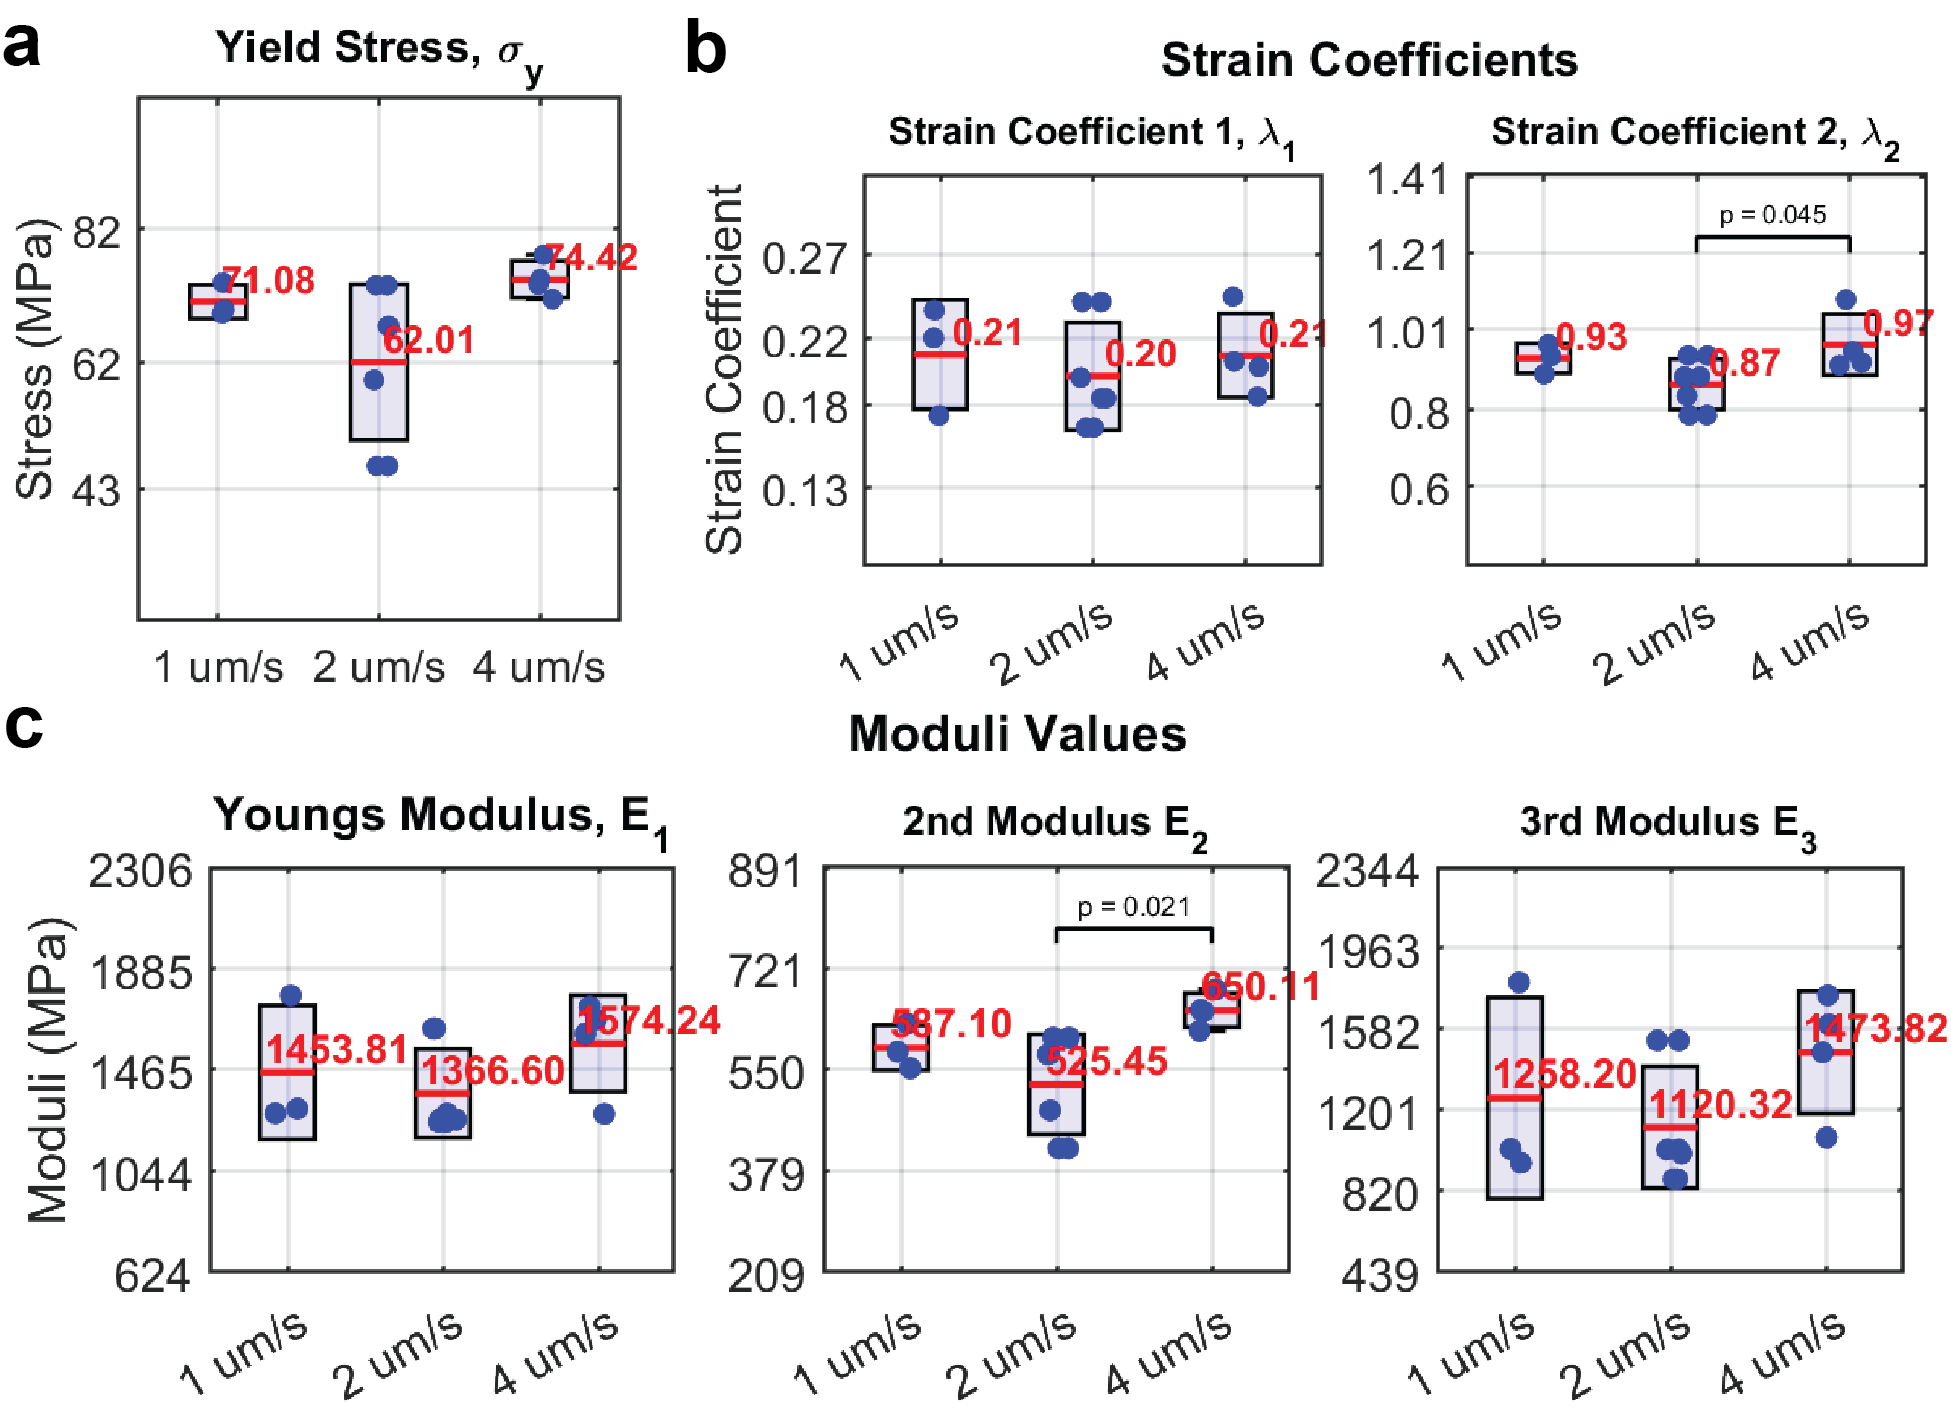 a
Yield Stress, σy
Stress (MPa)
82
62
43
71.08
62.01
74.42
1 um/s 2 um/s 4 um/s
b
Strain Coefficients
Strain Coefficient 1, λ1
Strain Coefficient
0.27
0.22
0.18
0.13
0.21
0.20
0.21
1 um/s
2 um/s
4 um/s
Strain Coefficient 2, λ2
1.41
1.21
1.01
0.8
0.6
p = 0.045
0.93
0.87
0.97
1 um/s
2 um/s
4 um/s
c
Moduli Values
Youngs Modulus, E1
Moduli (MPa)
2306
1885
1465
1044
624
1453.81
1366.60
1574.24
1 um/s
2 um/s
4 um/s
2nd Modulus E2
891
721
550
379
209
p = 0.021
587.10
525.45
650.11
1 um/s
2 um/s
4 um/s
3rd Modulus E3
2344
1963
1582
1201
820
439
1258.20
1120.32
1473.82
1 um/s
2 um/s
4 um/s